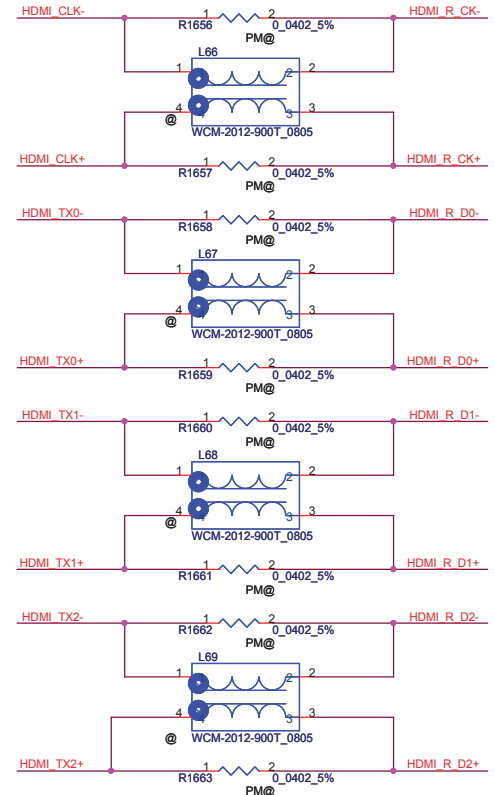 HDMI_CLK- 1 2 HDMI_R_CK-
R1656 0_0402_5%
PM@
L66
1 2 2
4 4 3 3
@
WCM-2012-900T_0805
HDMI_CLK+ 1 2 HDMI_R_CK+
R1657 0_0402_5%
PM@
HDMI_TX0- 1 2 HDMI_R_D0-
R1658 0_0402_5%
PM@
L67
1 2 2
4 4 3 3
@
WCM-2012-900T_0805
HDMI_TX0+ 1 2 HDMI_R_D0+
R1659 0_0402_5%
PM@
HDMI_TX1- 1 2 HDMI_R_D1-
R1660 0_0402_5%
PM@
L68
1 2 2
4 4 3 3
@
WCM-2012-900T_0805
HDMI_TX1+ 1 2 HDMI_R_D1+
R1661 0_0402_5%
PM@
HDMI_TX2- 1 2 HDMI_R_D2-
R1662 0_0402_5%
PM@
L69
1 2 2
4 4 3 3
@
WCM-2012-900T_0805
HDMI_TX2+ 1 2 HDMI_R_D2+
R1663 0_0402_5%
PM@